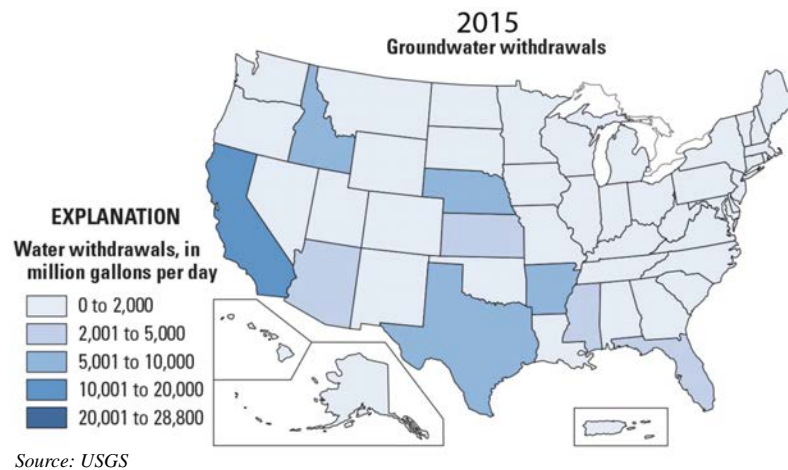 2015
Groundwater withdrawals
EXPLANATION
Water withdrawals, in
million gallons per day
0 to 2,000
2,001 to 5,000
5,001 to 10,000
10,001 to 20,000
20,001 to 28,800
Source: USGS